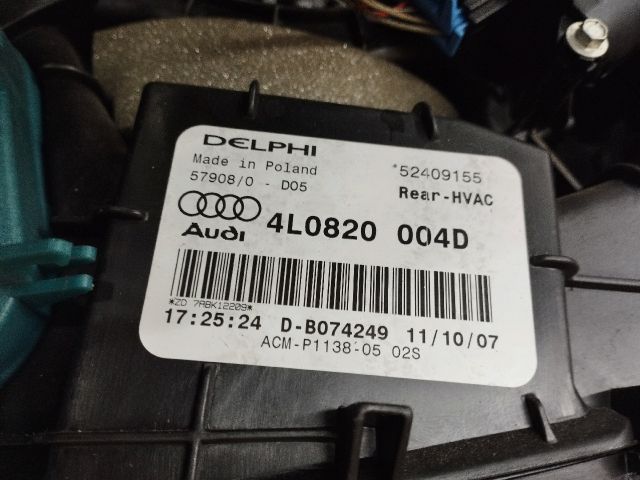 DELPHI
Made in Poland *52409155
57908/0 - D05 Rear-HVAC
Audi 4L0820 004D
*ZD 7ABK12209*
17:25:24 D-B074249 11/10/07
ACM-P1138-05 02S